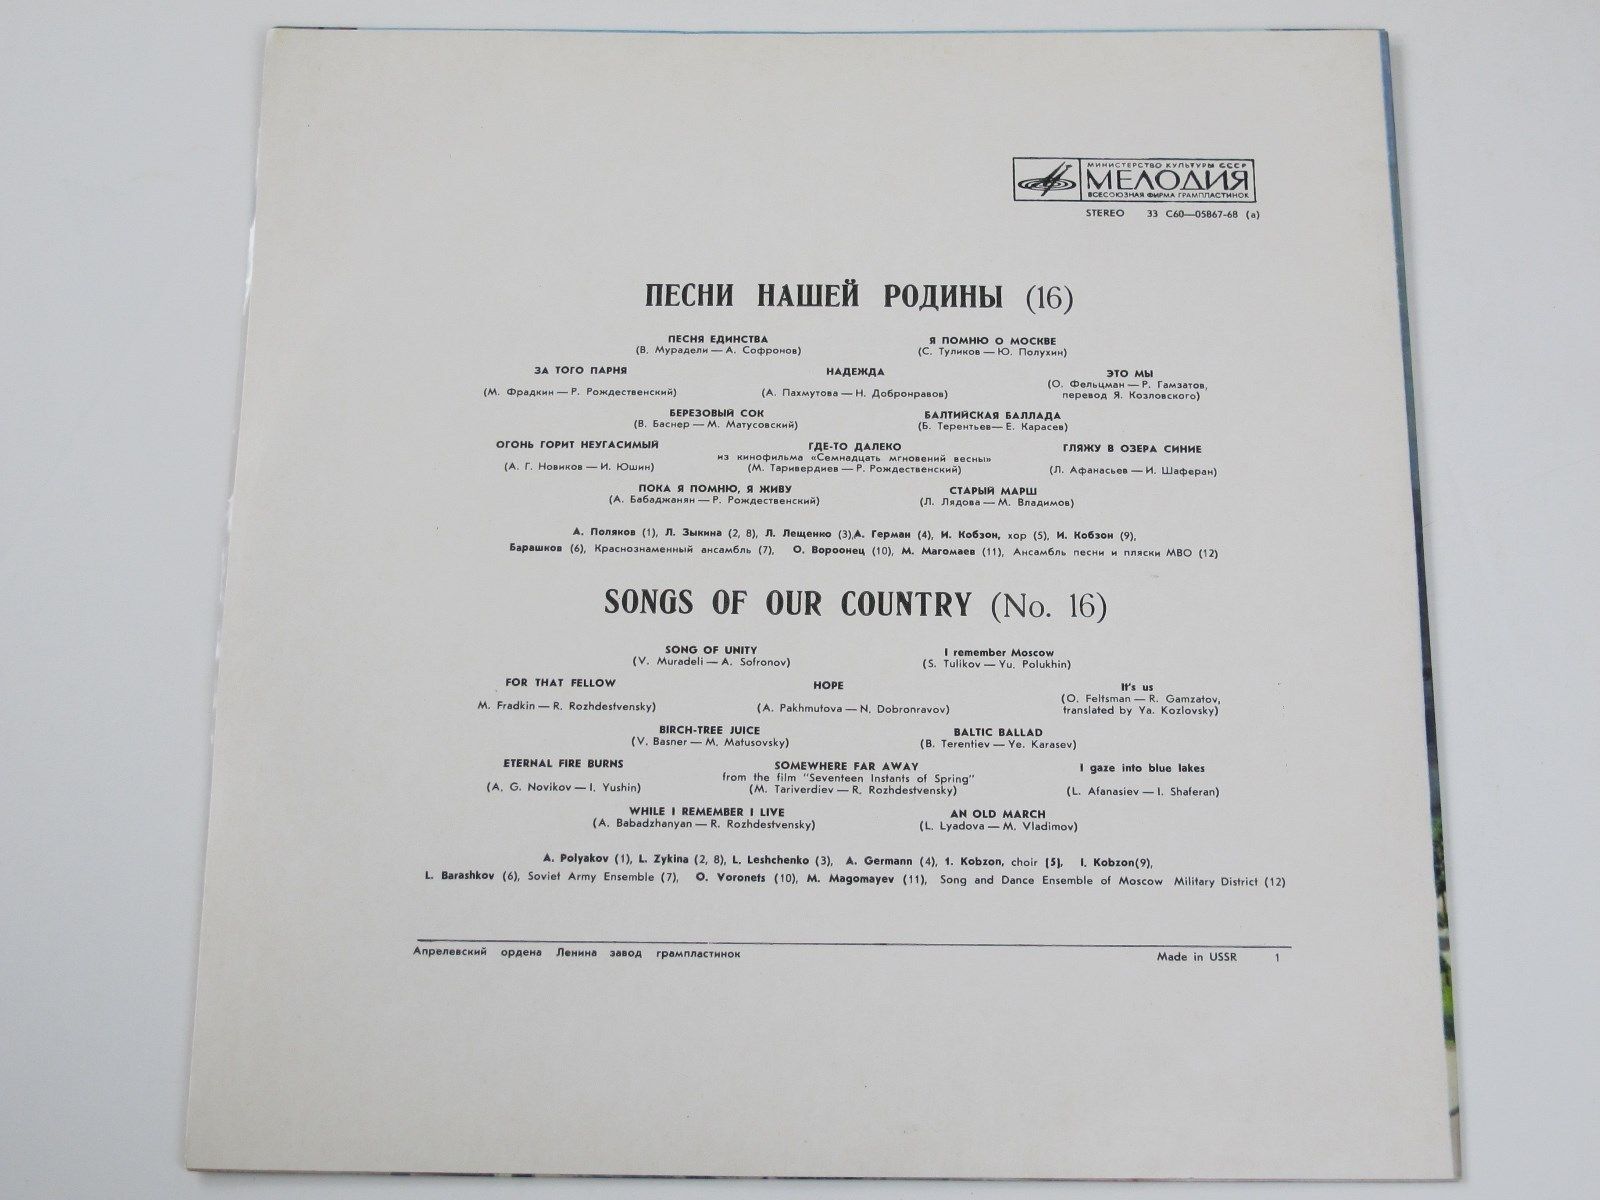 МИНИСТЕРСТВО КУЛЬТУРЫ СССР
МЕЛОДИЯ
ВСЕСОЮЗНАЯ ФИРМА ГРАМПЛАСТИНОК
STEREO 33 С60—05867-68 (а)
ПЕСНИ НАШЕЙ РОДИНЫ (16)
ПЕСНЯ ЕДИНСТВА Я ПОМНЮ О МОСКВЕ
(В. Мурадели — А. Софронов) (С. Туликов — Ю. Полухин)
ЗА ТОГО ПАРНЯ НАДЕЖДА ЭТО МЫ
(М. Фрадкин — Р. Рождественский) (А. Пахмутова — Н. Добронравов) (О. Фельцман — Р. Гамзатов,
перевод Я. Козловского)
БЕРЕЗОВЫЙ СОК БАЛТИЙСКАЯ БАЛЛАДА
(В. Баснер — М. Матусовский) (Б. Терентьев— Е. Карасев)
ОГОНЬ ГОРИТ НЕУГАСИМЫЙ ГДЕ-ТО ДАЛЕКО ГЛЯЖУ В ОЗЕРА СИНИЕ
из кинофильма «Семнадцать мгновений весны»
(А. Г. Новиков — И. Юшин) (М. Таривердиев — Р. Рождественский) (Л. Афанасьев — И. Шаферан)
ПОКА Я ПОМНЮ, Я ЖИВУ СТАРЫЙ МАРШ
(А. Бабаджанян — Р. Рождественский) (Л. Лядова — М. Владимов)
А. Поляков (1), Л. Зыкина (2, 8), Л. Лещенко (3),А. Герман (4), И. Кобзон, хор (5), И. Кобзон (9),
Барашков (6), Краснознаменный ансамбль (7), О. Вороонец (10), М. Магомаев (11), Ансамбль песни и пляски МВО (12)
SONGS OF OUR COUNTRY (No. 16)
SONG OF UNITY I remember Moscow
(V. Muradeli — A. Sofronov) (S. Tulikov — Yu. Polukhin)
FOR THAT FELLOW HOPE It's us
M. Fradkin — R. Rozhdestvensky) (A. Pakhmutova — N. Dobronravov) (O. Feltsman — R. Gamzatov,
translated by Ya. Kozlovsky)
BIRCH-TREE JUICE BALTIC BALLAD
(V. Basner — M. Matusovsky) (B. Terentiev — Ye. Karasev)
ETERNAL FIRE BURNS SOMEWHERE FAR AWAY I gaze into blue lakes
from the film "Seventeen Instants of Spring"
(A. G. Novikov — I. Yushin) (M. Tariverdiev — R. Rozhdestvensky) (L. Afanasiev — I. Shaferan)
WHILE I REMEMBER I LIVE AN OLD MARCH
(A. Babadzhanyan — R. Rozhdestvensky) (L. Lyadova — M. Vladimov)
A. Polyakov (1), L. Zykina (2, 8), L. Leshchenko (3), A. Germann (4), 1. Kobzon, choir [5], I. Kobzon(9),
L. Barashkov (6), Soviet Army Ensemble (7), O. Voronets (10), M. Magomayev (11), Song and Dance Ensemble of Moscow Military District (12)
Апрелевский ордена Ленина завод грампластинок Made in USSR 1